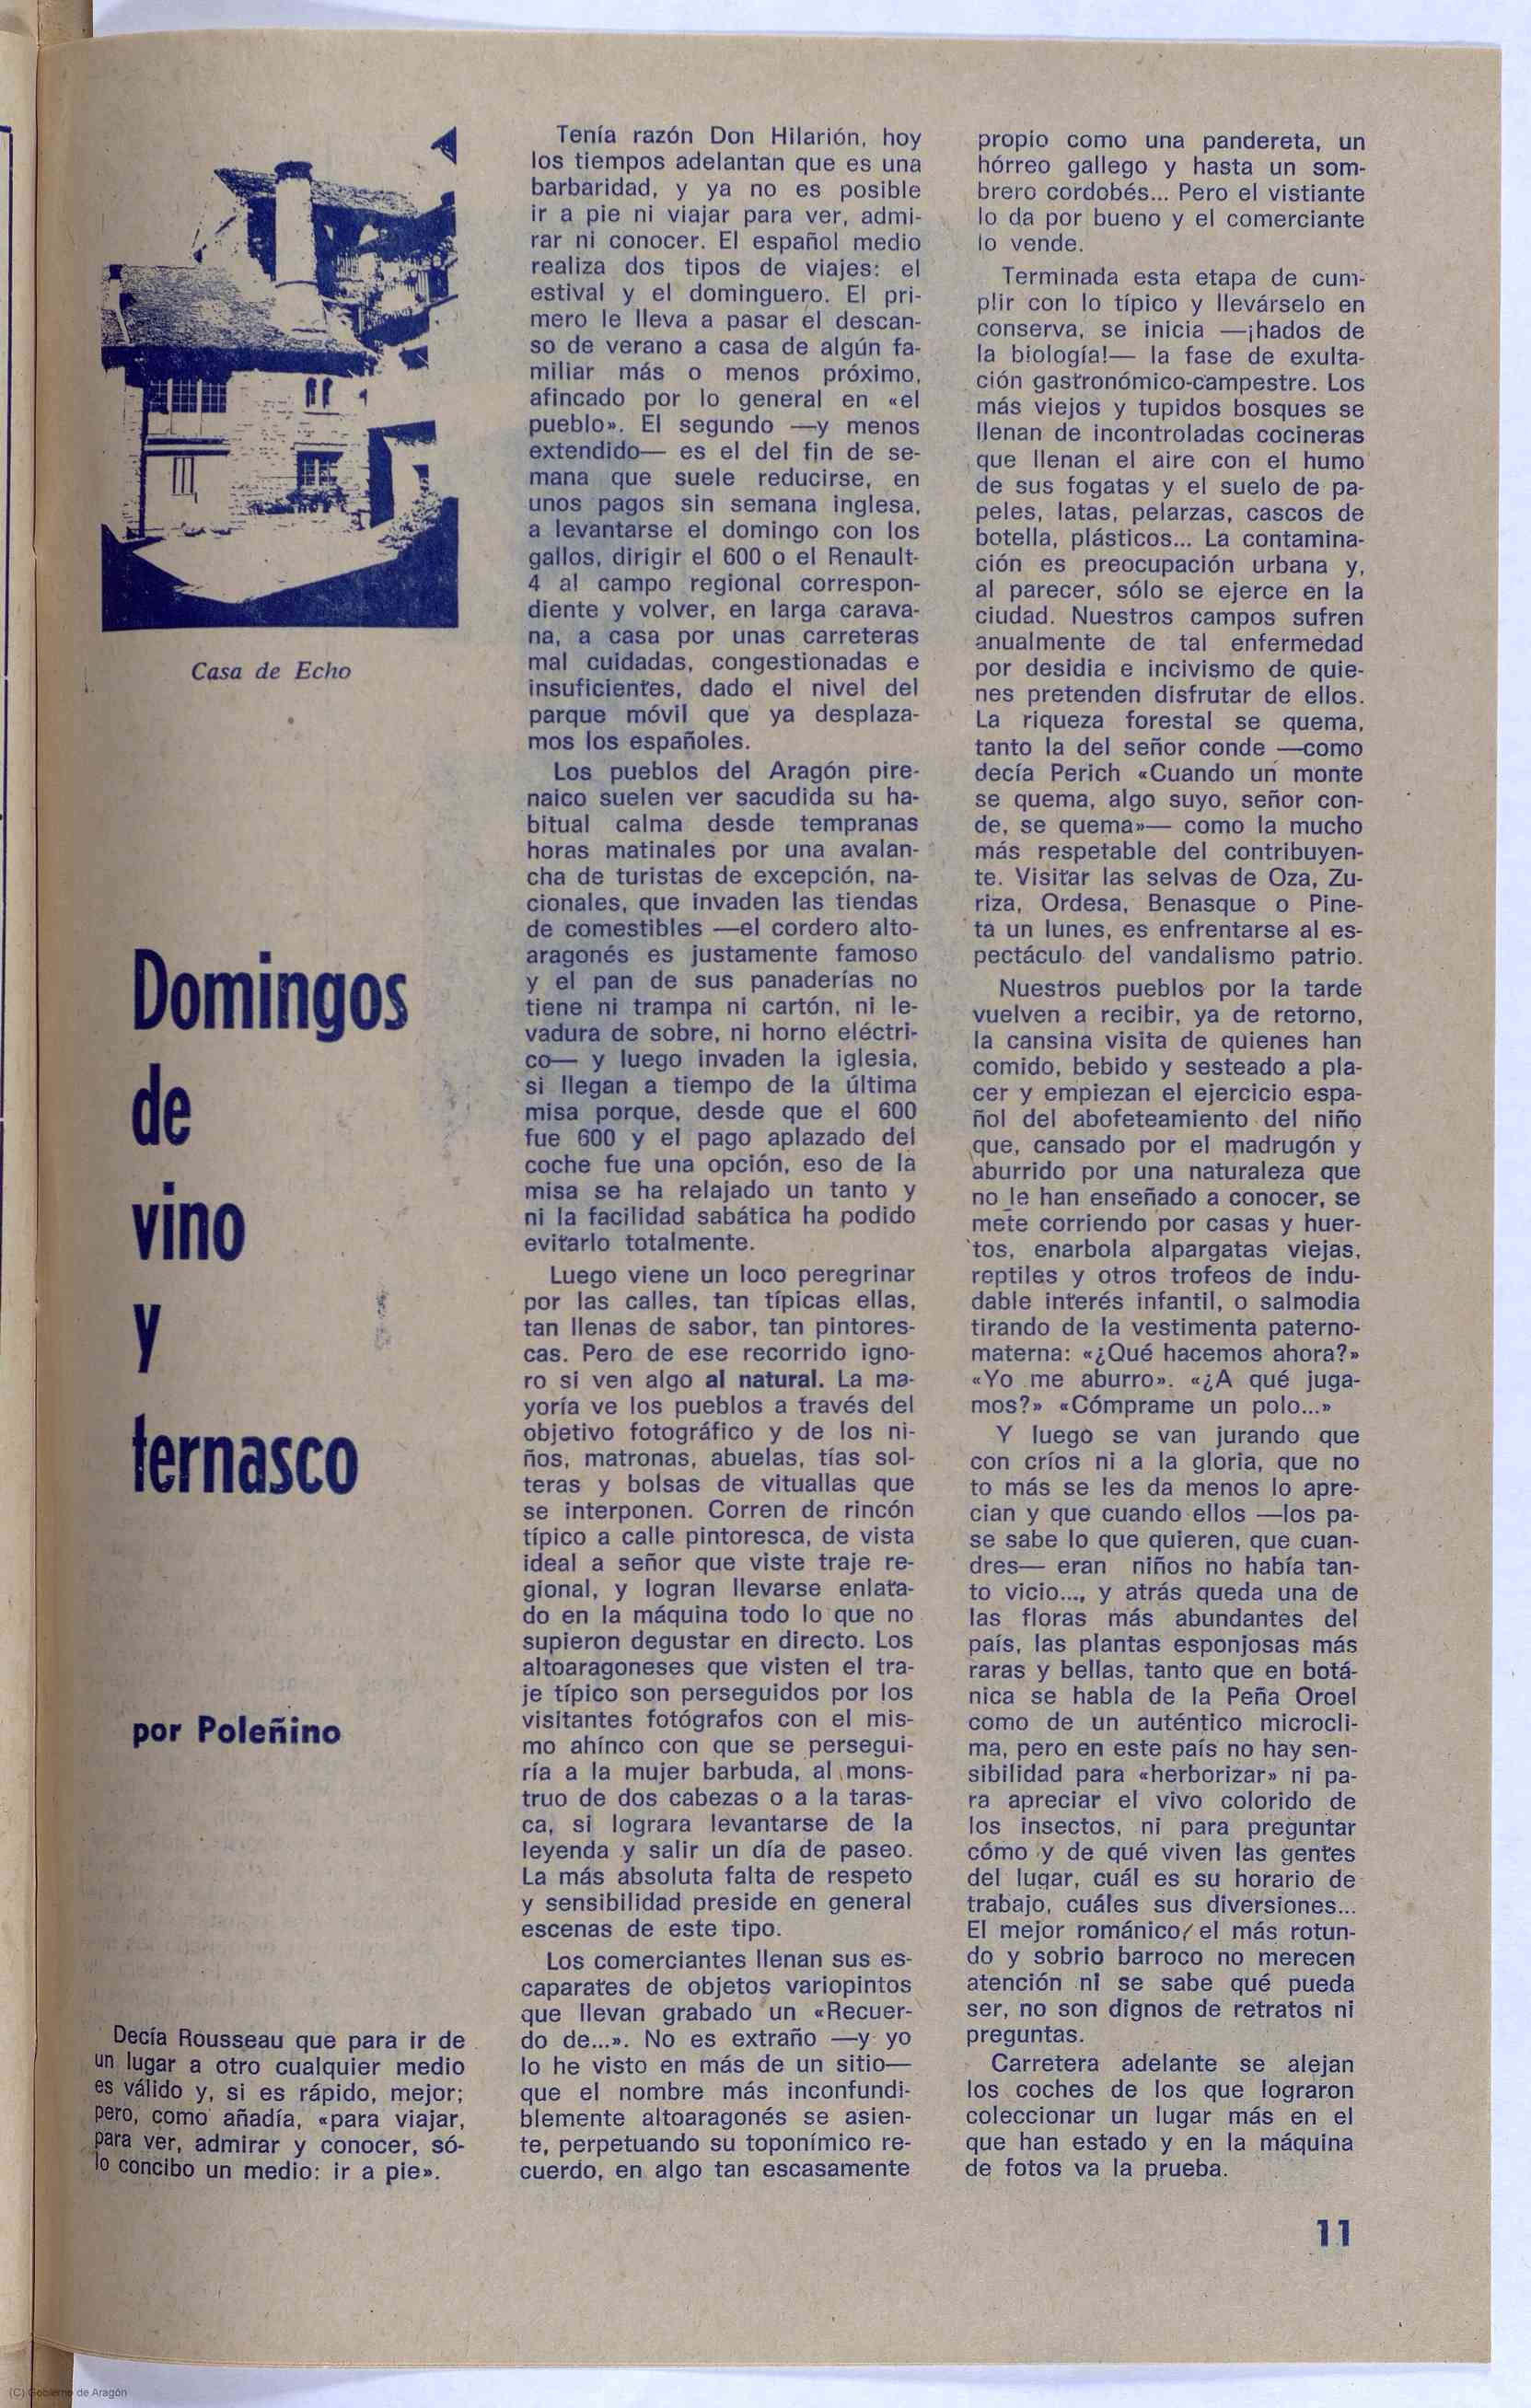 Casa de Echo
Domingos
de
vino
y
ternasco
por Poleñino
Decía Rousseau que para ir de
un lugar a otro cualquier medio
es válido y, si es rápido, mejor;
pero, como añadía, «para viajar,
para ver, admirar y conocer, só-
lo concibo un medio: ir a pie».
Tenía razón Don Hilarión, hoy
los tiempos adelantan que es una
barbaridad, y ya no es posible
ir a pie ni viajar para ver, admi-
rar ni conocer. El español medio
realiza dos tipos de viajes: el
estival y el dominguero. El pri-
mero le lleva a pasar el descan-
so de verano a casa de algún fa-
miliar más o menos próximo,
afincado por lo general en «el
pueblo». El segundo —y menos
extendido— es el del fin de se-
mana que suele reducirse, en
unos pagos sin semana inglesa,
a levantarse el domingo con los
gallos, dirigir el 600 o el Renault-
4 al campo regional correspon-
diente y volver, en larga carava-
na, a casa por unas carreteras
mal cuidadas, congestionadas e
insuficientes, dado el nivel del
parque móvil que ya desplaza-
mos los españoles.
Los pueblos del Aragón pire-
naico suelen ver sacudida su ha-
bitual calma desde tempranas
horas matinales por una avalan-
cha de turistas de excepción, na-
cionales, que invaden las tiendas
de comestibles —el cordero alto-
aragonés es justamente famoso
y el pan de sus panaderías no
tiene ni trampa ni cartón, ni le-
vadura de sobre, ni horno eléctri-
co— y luego invaden la iglesia,
si llegan a tiempo de la última
misa porque, desde que el 600
fue 600 y el pago aplazado del
coche fue una opción, eso de la
misa se ha relajado un tanto y
ni la facilidad sabática ha podido
evitarlo totalmente.
Luego viene un loco peregrinar
por las calles, tan típicas ellas,
tan llenas de sabor, tan pintores-
cas. Pero de ese recorrido igno-
ro si ven algo al natural. La ma-
yoría ve los pueblos a través del
objetivo fotográfico y de los ni-
ños, matronas, abuelas, tías sol-
teras y bolsas de vituallas que
se interponen. Corren de rincón
típico a calle pintoresca, de vista
ideal a señor que viste traje re-
gional, y logran llevarse enlata-
do en la máquina todo lo que no
supieron degustar en directo. Los
altoaragoneses que visten el tra-
je típico son perseguidos por los
visitantes fotógrafos con el mis-
mo ahínco con que se persegui-
ría a la mujer barbuda, al mons-
truo de dos cabezas o a la taras-
ca, si lograra levantarse de la
leyenda y salir un día de paseo.
La más absoluta falta de respeto
y sensibilidad preside en general
escenas de este tipo.
Los comerciantes llenan sus es-
caparates de objetos variopintos
que llevan grabado un «Recuer-
do de...». No es extraño —y yo
lo he visto en más de un sitio—
que el nombre más inconfundi-
blemente altoaragonés se asien-
te, perpetuando su toponímico re-
cuerdo, en algo tan escasamente
propio como una pandereta, un
hórreo gallego y hasta un som-
brero cordobés... Pero el vistiante
lo da por bueno y el comerciante
lo vende.
Terminada esta etapa de cum-
plir con lo típico y llevárselo en
conserva, se inicia —¡hados de
la biología!— la fase de exulta-
ción gastronómico-campestre. Los
más viejos y tupidos bosques se
llenan de incontroladas cocineras
que llenan el aire con el humo
de sus fogatas y el suelo de pa-
peles, latas, pelarzas, cascos de
botella, plásticos... La contamina-
ción es preocupación urbana y,
al parecer, sólo se ejerce en la
ciudad. Nuestros campos sufren
anualmente de tal enfermedad
por desidia e incivismo de quie-
nes pretenden disfrutar de ellos.
La riqueza forestal se quema,
tanto la del señor conde —como
decía Perich «Cuando un monte
se quema, algo suyo, señor con-
de, se quema»— como la mucho
más respetable del contribuyen-
te. Visitar las selvas de Oza, Zu-
riza, Ordesa, Benasque o Pine-
ta un lunes, es enfrentarse al es-
pectáculo del vandalismo patrio.
Nuestros pueblos por la tarde
vuelven a recibir, ya de retorno,
la cansina visita de quienes han
comido, bebido y sesteado a pla-
cer y empiezan el ejercicio espa-
ñol del abofeteamiento del niño
que, cansado por el madrugón y
aburrido por una naturaleza que
no le han enseñado a conocer, se
mete corriendo por casas y huer-
tos, enarbola alpargatas viejas,
reptiles y otros trofeos de indu-
dable interés infantil, o salmodia
tirando de la vestimenta paterno-
materna: «¿Qué hacemos ahora?»
«Yo me aburro». «¿A qué juga-
mos?» «Cómprame un polo...»
Y luego se van jurando que
con críos ni a la gloria, que no
to más se les da menos lo apre-
cian y que cuando ellos —los pa-
se sabe lo que quieren, que cuan-
dres— eran niños no había tan-
to vicio..., y atrás queda una de
las floras más abundantes del
país, las plantas esponjosas más
raras y bellas, tanto que en botá-
nica se habla de la Peña Oroel
como de un auténtico microcli-
ma, pero en este país no hay sen-
sibilidad para «herborizar» ni pa-
ra apreciar el vivo colorido de
los insectos, ni para preguntar
cómo y de qué viven las gentes
del lugar, cuál es su horario de
trabajo, cuáles sus diversiones...
El mejor románico/ el más rotun-
do y sobrio barroco no merecen
atención ni se sabe qué pueda
ser, no son dignos de retratos ni
preguntas.
Carretera adelante se alejan
los coches de los que lograron
coleccionar un lugar más en el
que han estado y en la máquina
de fotos va la prueba.
11
(C) Gobierno de Aragón